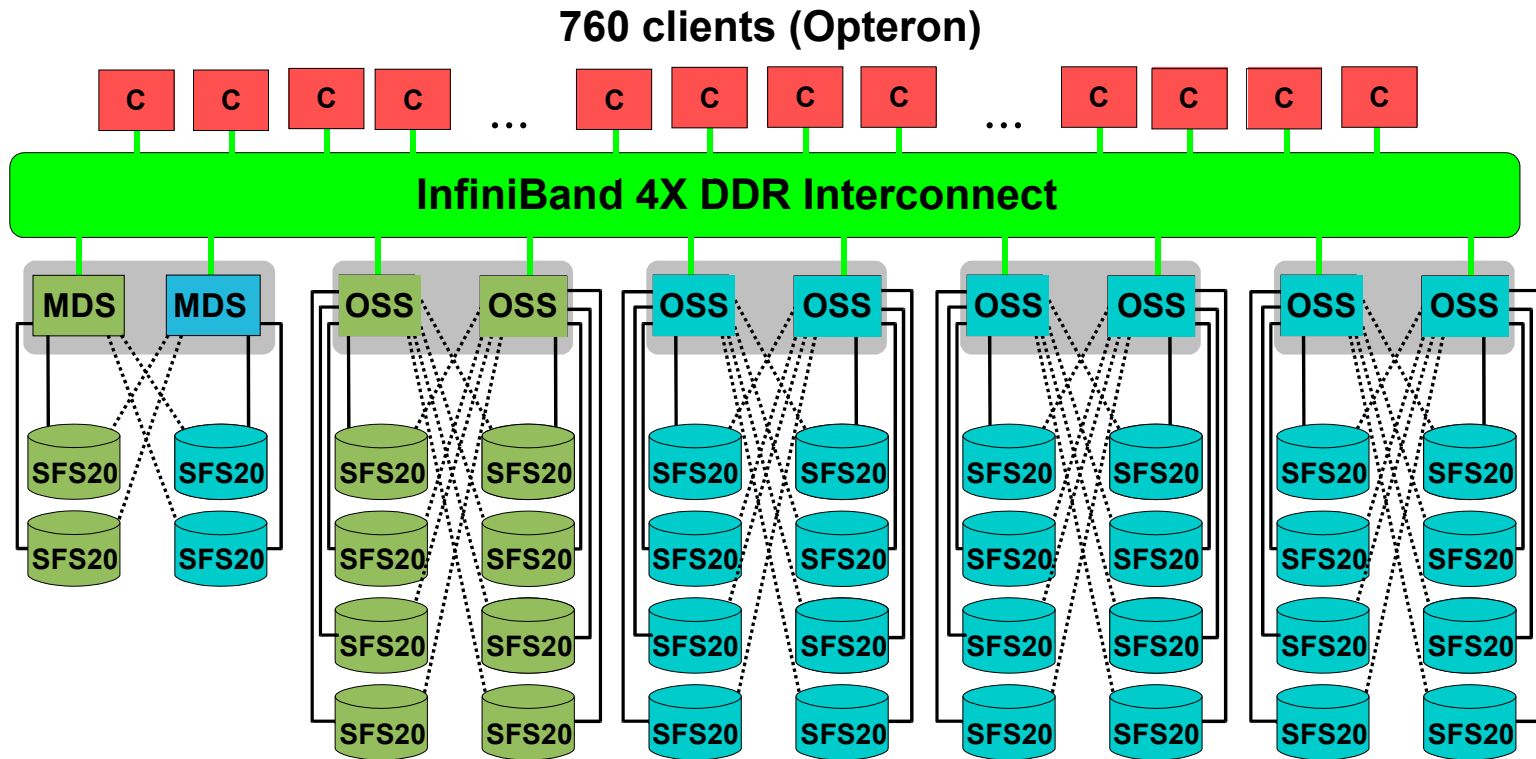 760 clients (Opteron)
C C C C ... C C C C ... C C C C
InfiniBand 4X DDR Interconnect
MDS MDS OSS OSS OSS OSS OSS OSS OSS OSS
SFS20 SFS20 SFS20 SFS20 SFS20 SFS20 SFS20 SFS20 SFS20 SFS20
SFS20 SFS20 SFS20 SFS20 SFS20 SFS20 SFS20 SFS20 SFS20 SFS20
SFS20 SFS20 SFS20 SFS20 SFS20 SFS20 SFS20 SFS20
SFS20 SFS20 SFS20 SFS20 SFS20 SFS20 SFS20 SFS20